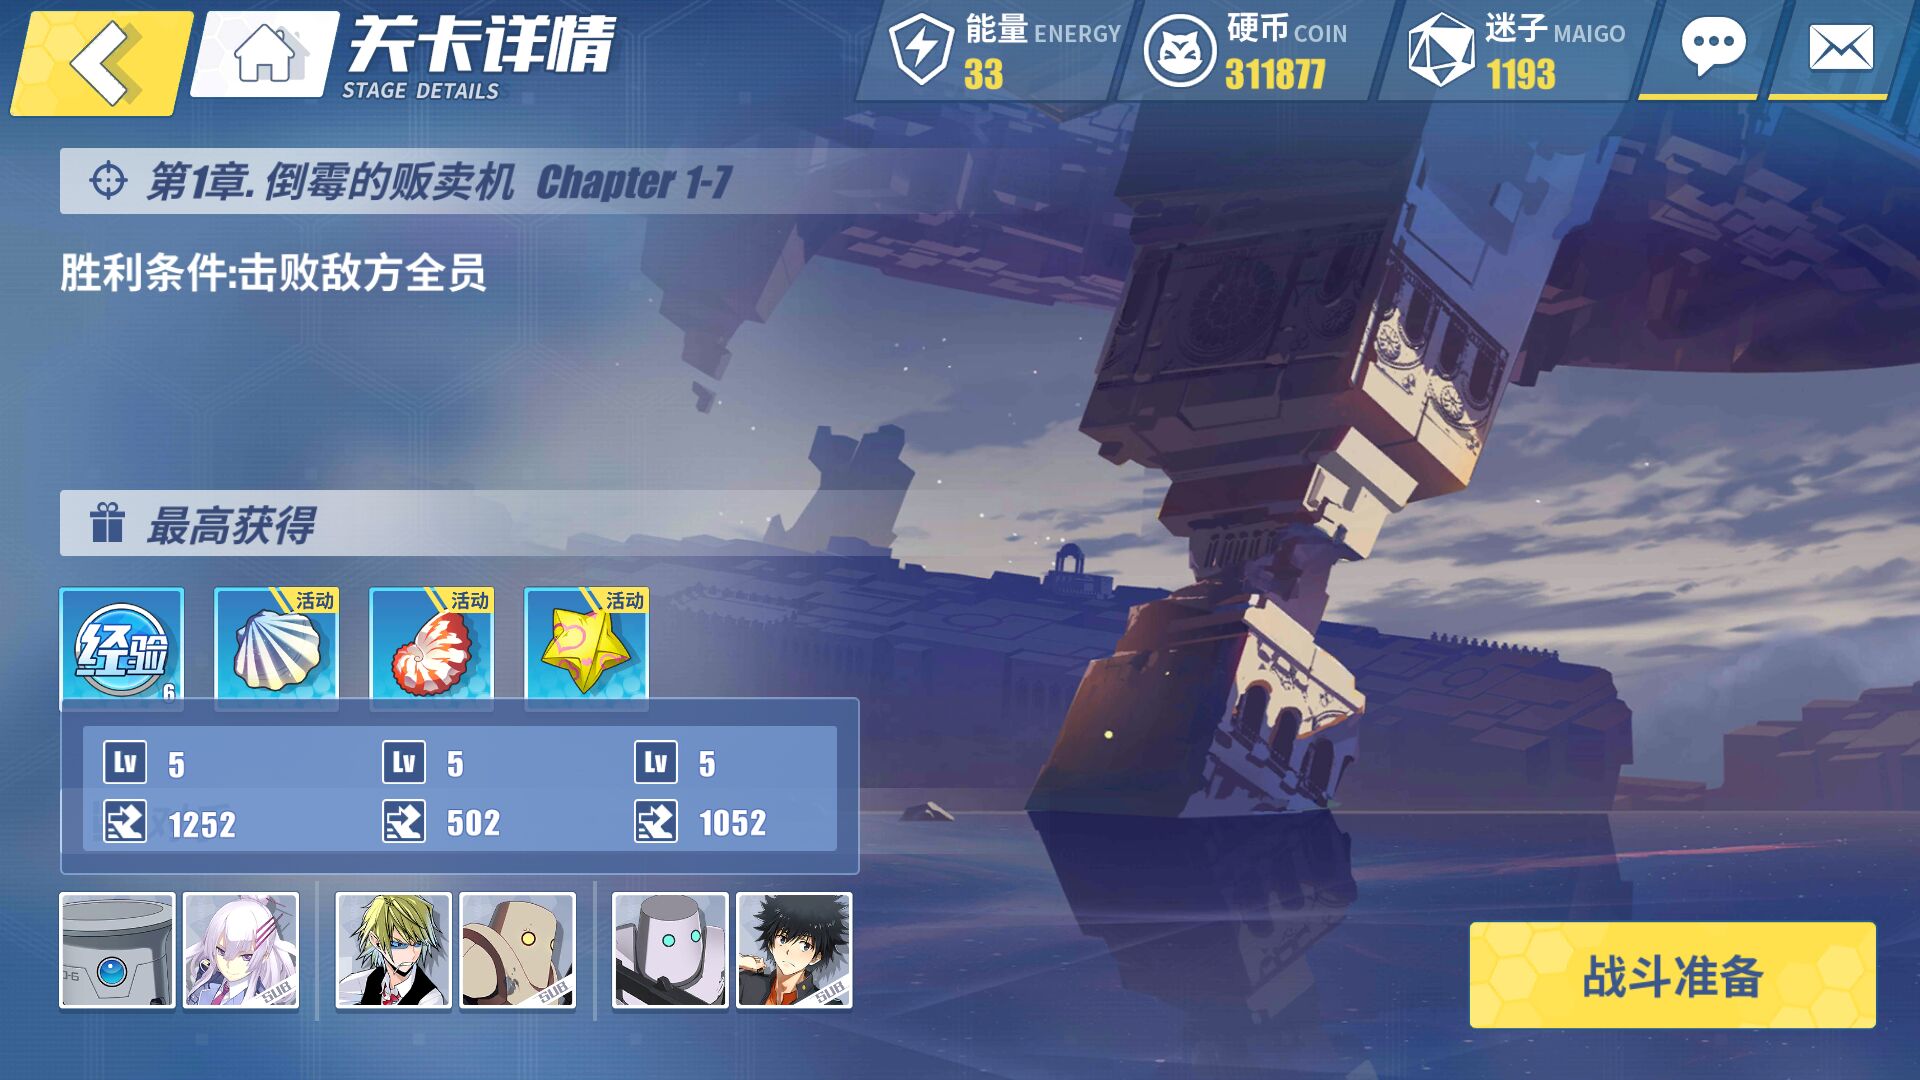 关卡详情
STAGE DETAILS
能量 ENERGY
33
硬币 COIN
311877
迷子 MAIGO
1193
第1章. 倒霉的贩卖机 Chapter 1-7
胜利条件:击败敌方全员
最高获得
经验 6
活动
活动
活动
Lv 5
Lv 5
Lv 5
1252
502
1052
SUB
SUB
SUB
战斗准备